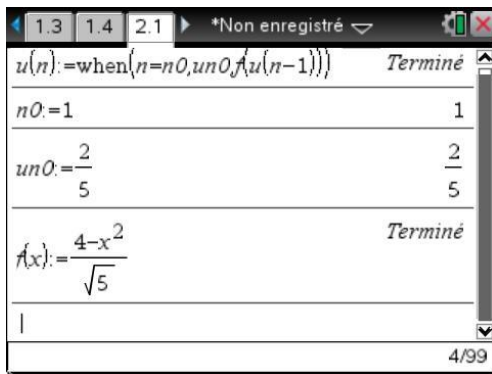 1.3 1.4 2.1 *Non enregistré
u(n):=when(n=n0,un0,f(u(n-1))) Terminé
n0:=1 1
un0:=2/5 2/5
f(x):=4-x²/√5 Terminé
4/99